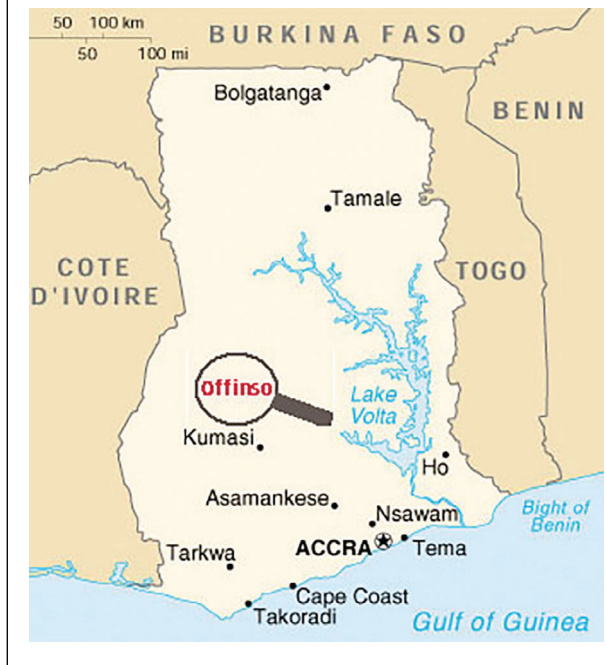 50 100 km
50 100 mi
BURKINA FASO
Bolgatanga
BENIN
Tamale
COTE
D'IVOIRE
TOGO
Offinso
Lake
Volta
Kumasi
Ho
Asamankese
Nsawam
Bight of
Benin
ACCRA
Tema
Tarkwa
Cape Coast
Takoradi
Gulf of Guinea